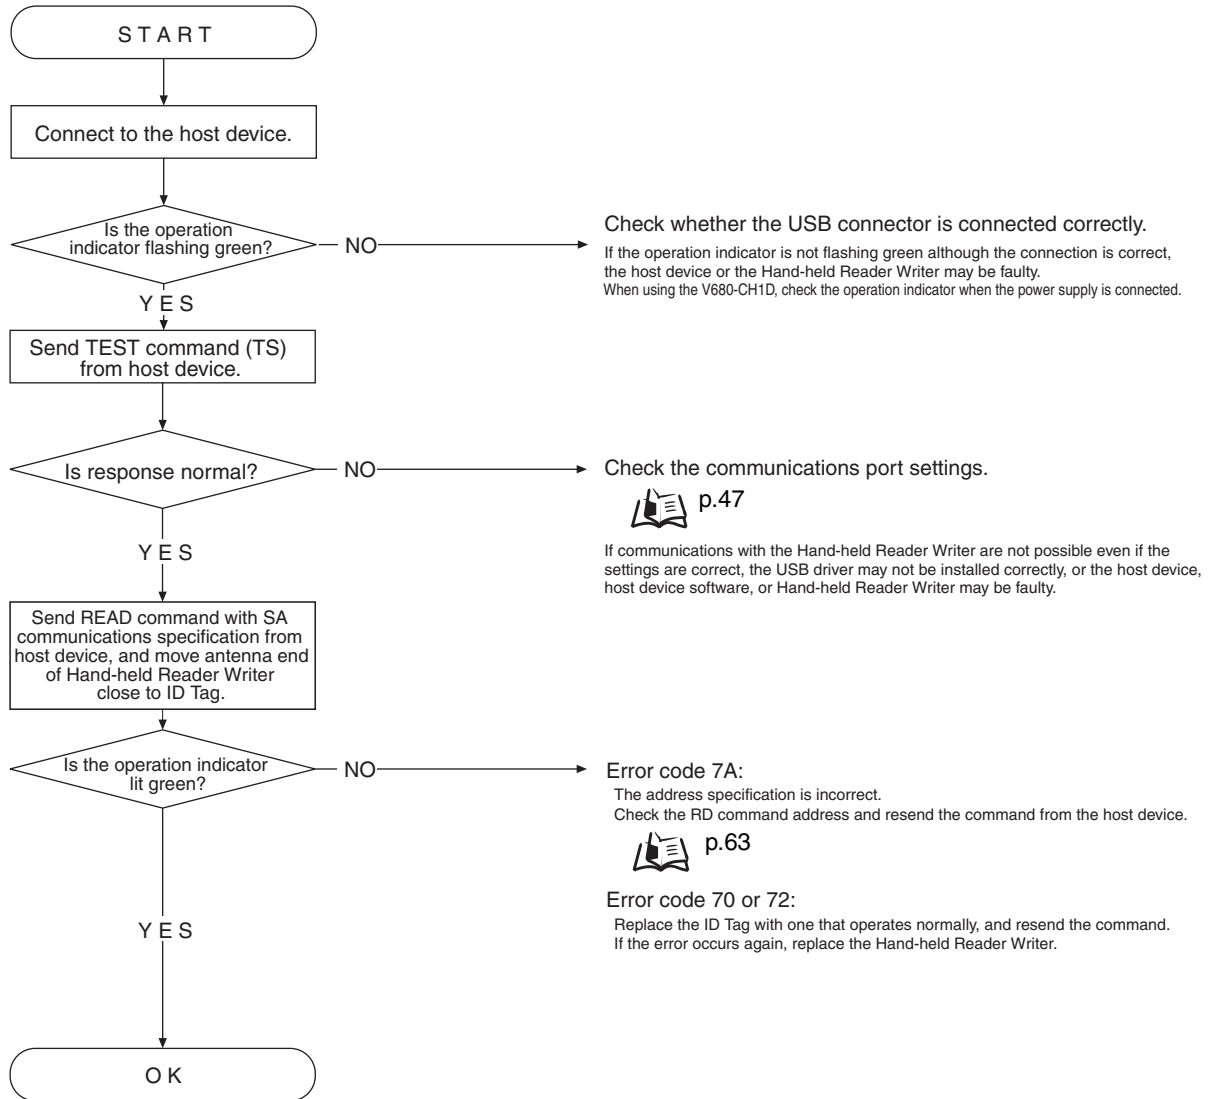 START
Connect to the host device.
Is the operation
indicator flashing green?
NO
Check whether the USB connector is connected correctly.
If the operation indicator is not flashing green although the connection is correct,
the host device or the Hand-held Reader Writer may be faulty.
When using the V680-CH1D, check the operation indicator when the power supply is connected.
YES
Send TEST command (TS)
from host device.
Is response normal?
NO
Check the communications port settings.
p.47
If communications with the Hand-held Reader Writer are not possible even if the
settings are correct, the USB driver may not be installed correctly, or the host device,
host device software, or Hand-held Reader Writer may be faulty.
YES
Send READ command with SA
communications specification from
host device, and move antenna end
of Hand-held Reader Writer
close to ID Tag.
Is the operation indicator
lit green?
NO
Error code 7A:
The address specification is incorrect.
Check the RD command address and resend the command from the host device.
p.63
Error code 70 or 72:
Replace the ID Tag with one that operates normally, and resend the command.
If the error occurs again, replace the Hand-held Reader Writer.
YES
OK